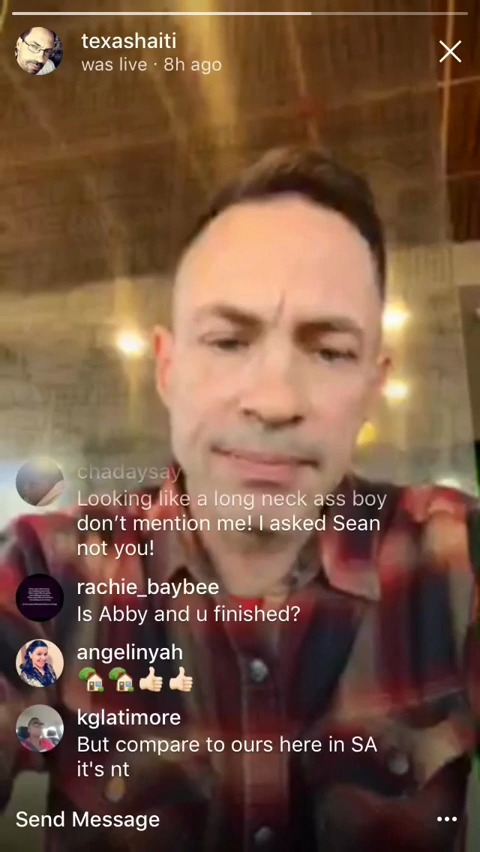 texashaiti
was live · 8h ago
chadaysay
Looking like a long neck ass boy
don’t mention me! I asked Sean
not you!
rachie_baybee
Is Abby and u finished?
angelinyah
🏡🏡👍🏻👍🏻
kglatimore
But compare to ours here in SA
it's nt
Send Message